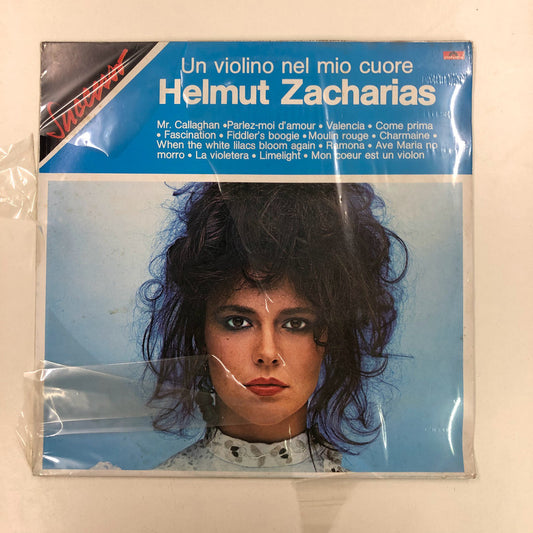 Successo
Un violino nel mio cuore
Helmut Zacharias
Mr. Callaghan •Parlez-moi d'amour • Valencia • Come prima
• Fascination • Fiddler's boogie •Moulin rouge • Charmaine •
When the white lilacs bloom again • Ramona • Ave Maria no
morro • La violetera • Limelight • Mon coeur est un violon